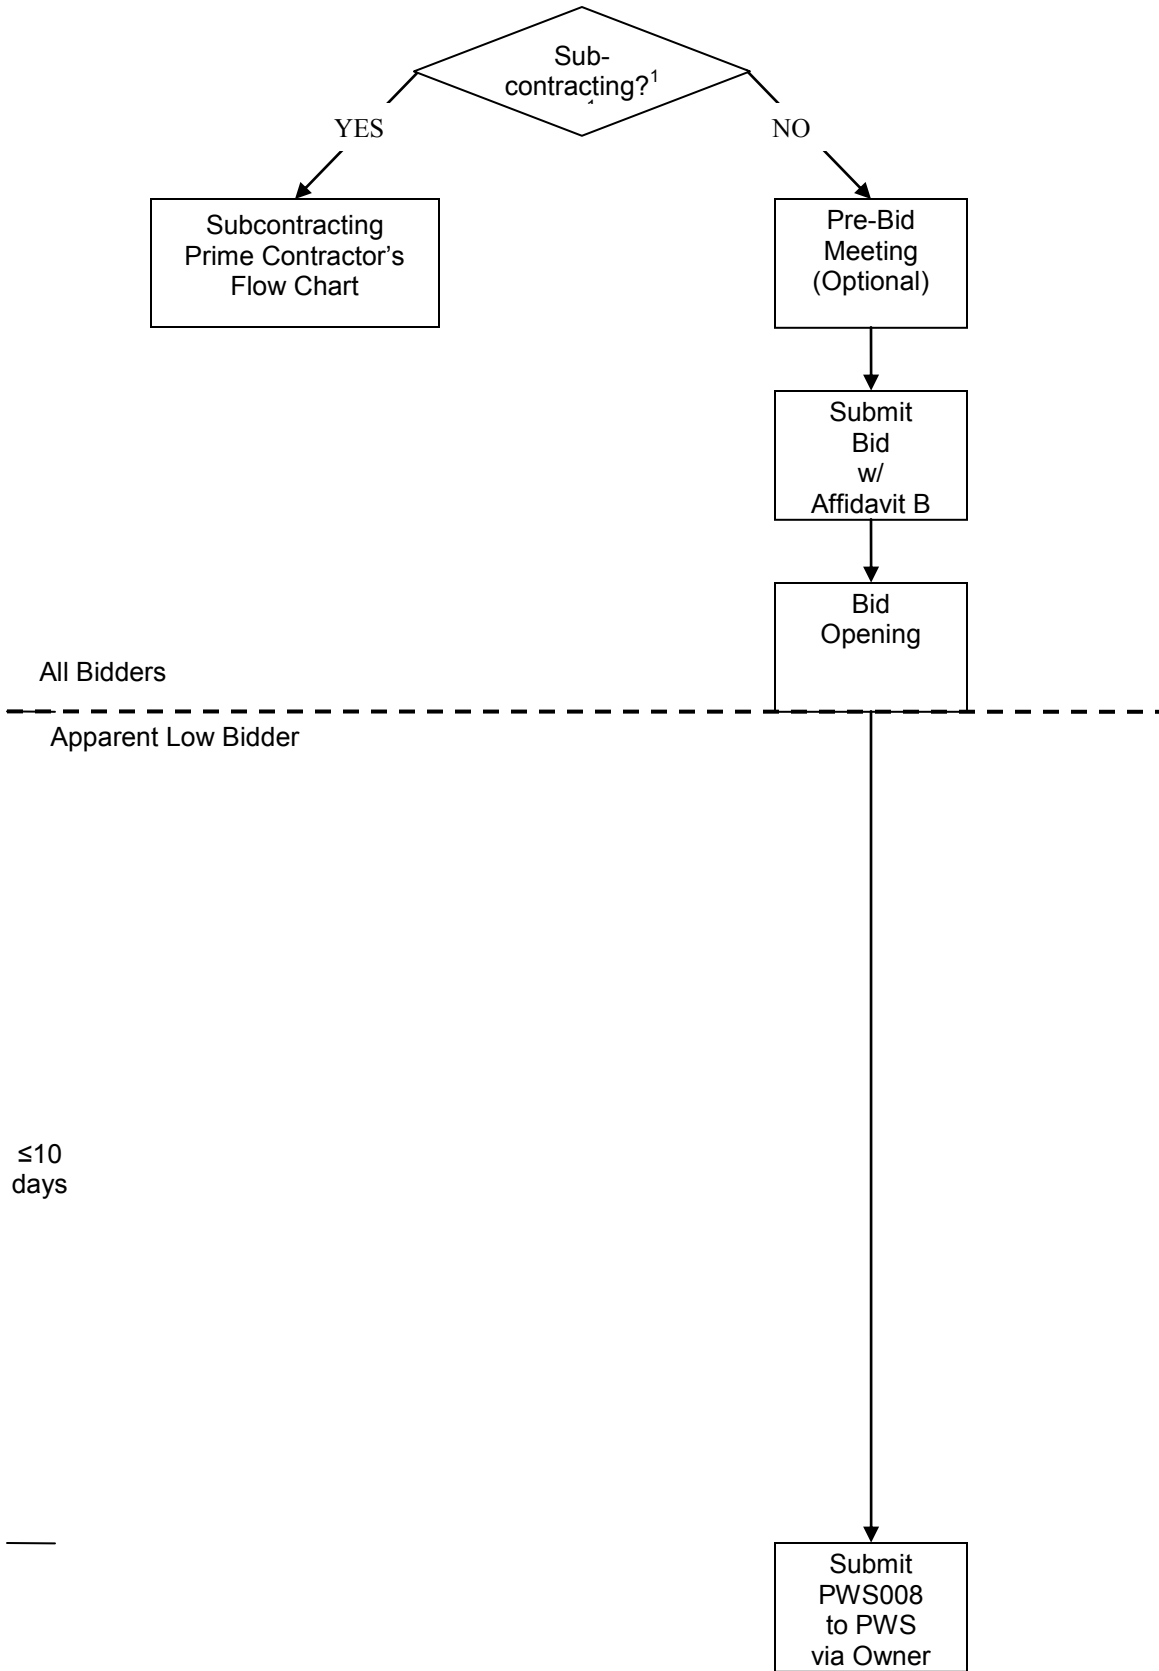 Sub-
contracting?¹
1
YES
NO
Subcontracting
Prime Contractor’s
Flow Chart
Pre-Bid
Meeting
(Optional)
Submit
Bid
w/
Affidavit B
Bid
Opening
All Bidders
Apparent Low Bidder
≤10
days
Submit
PWS008
to PWS
via Owner